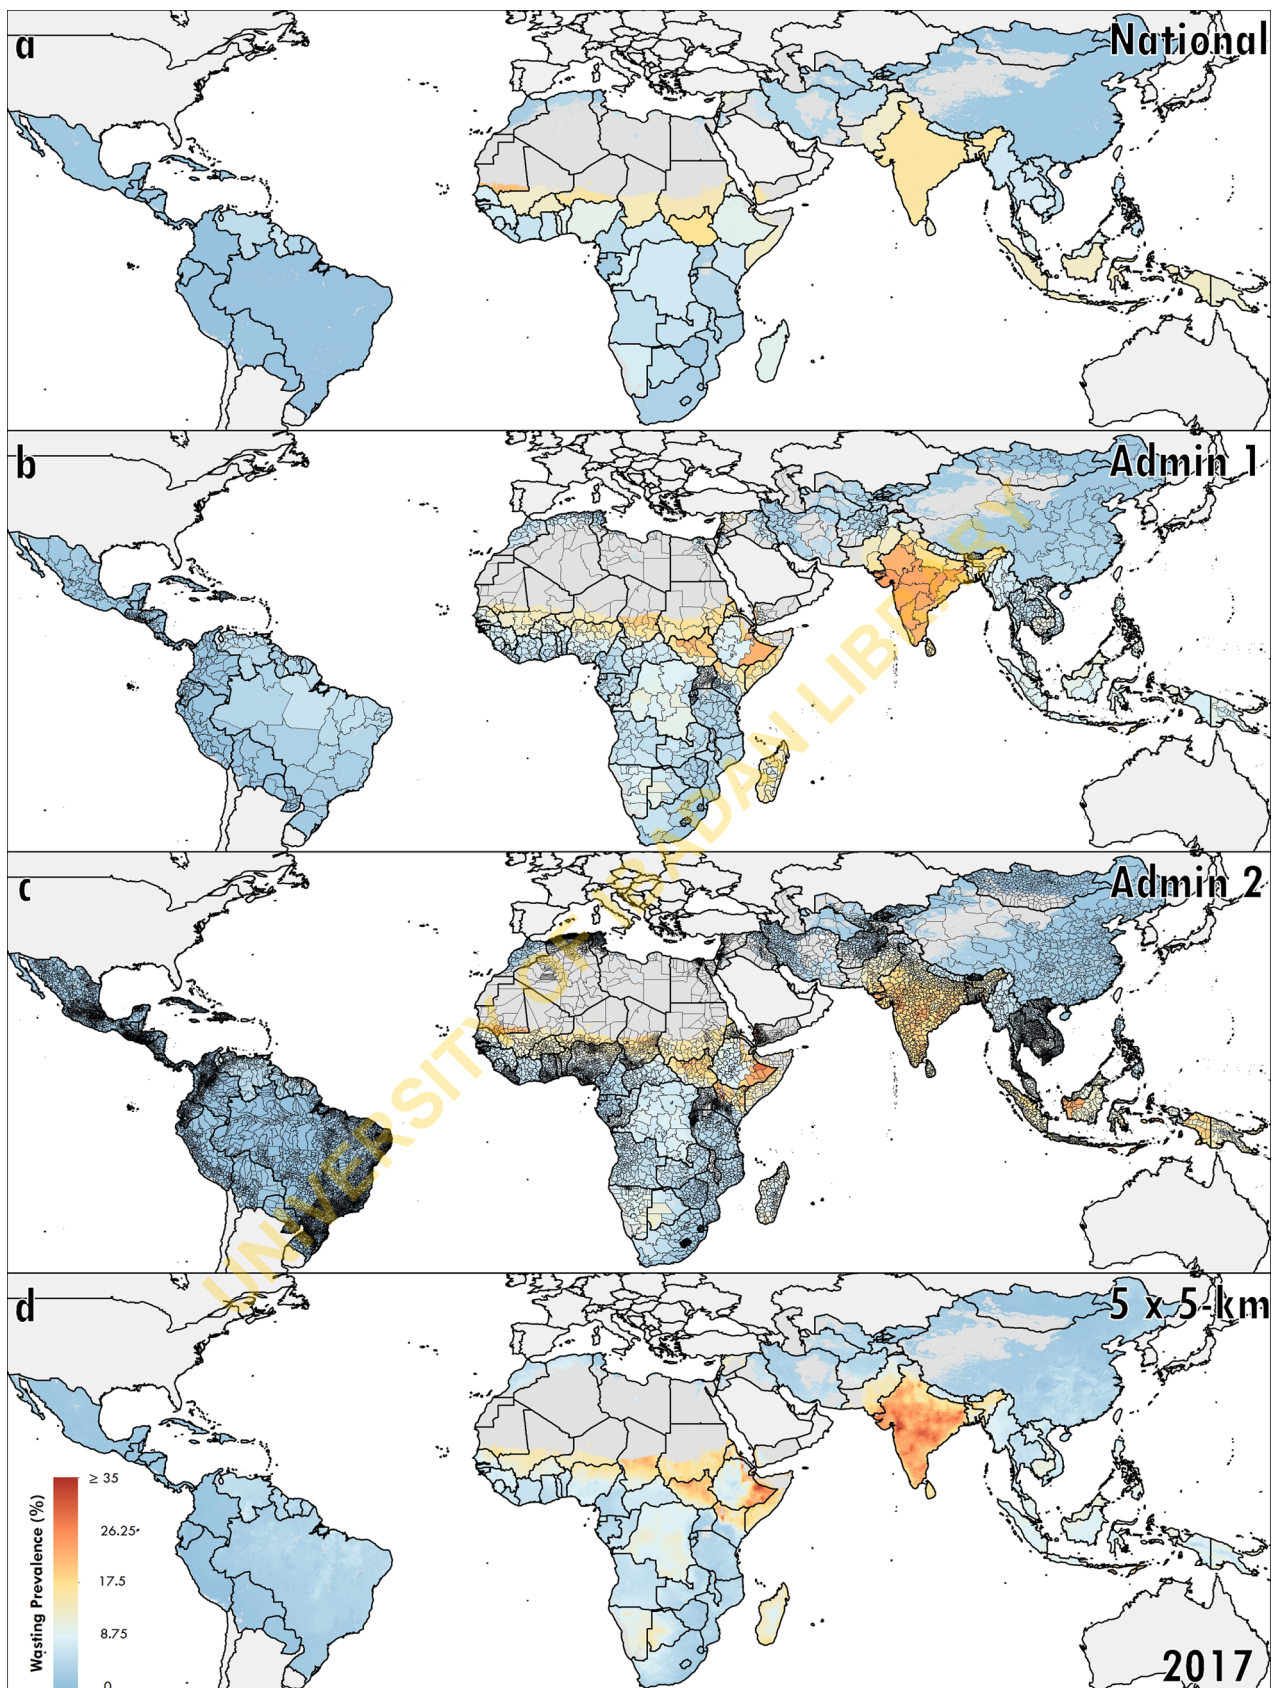 a
National
b
Admin 1
c
Admin 2
d
5 x 5-km
Wasting Prevalence (%)
≥ 35
26.25
17.5
8.75
0
2017
UNIVERSITY OF IBADAN LIBRARY